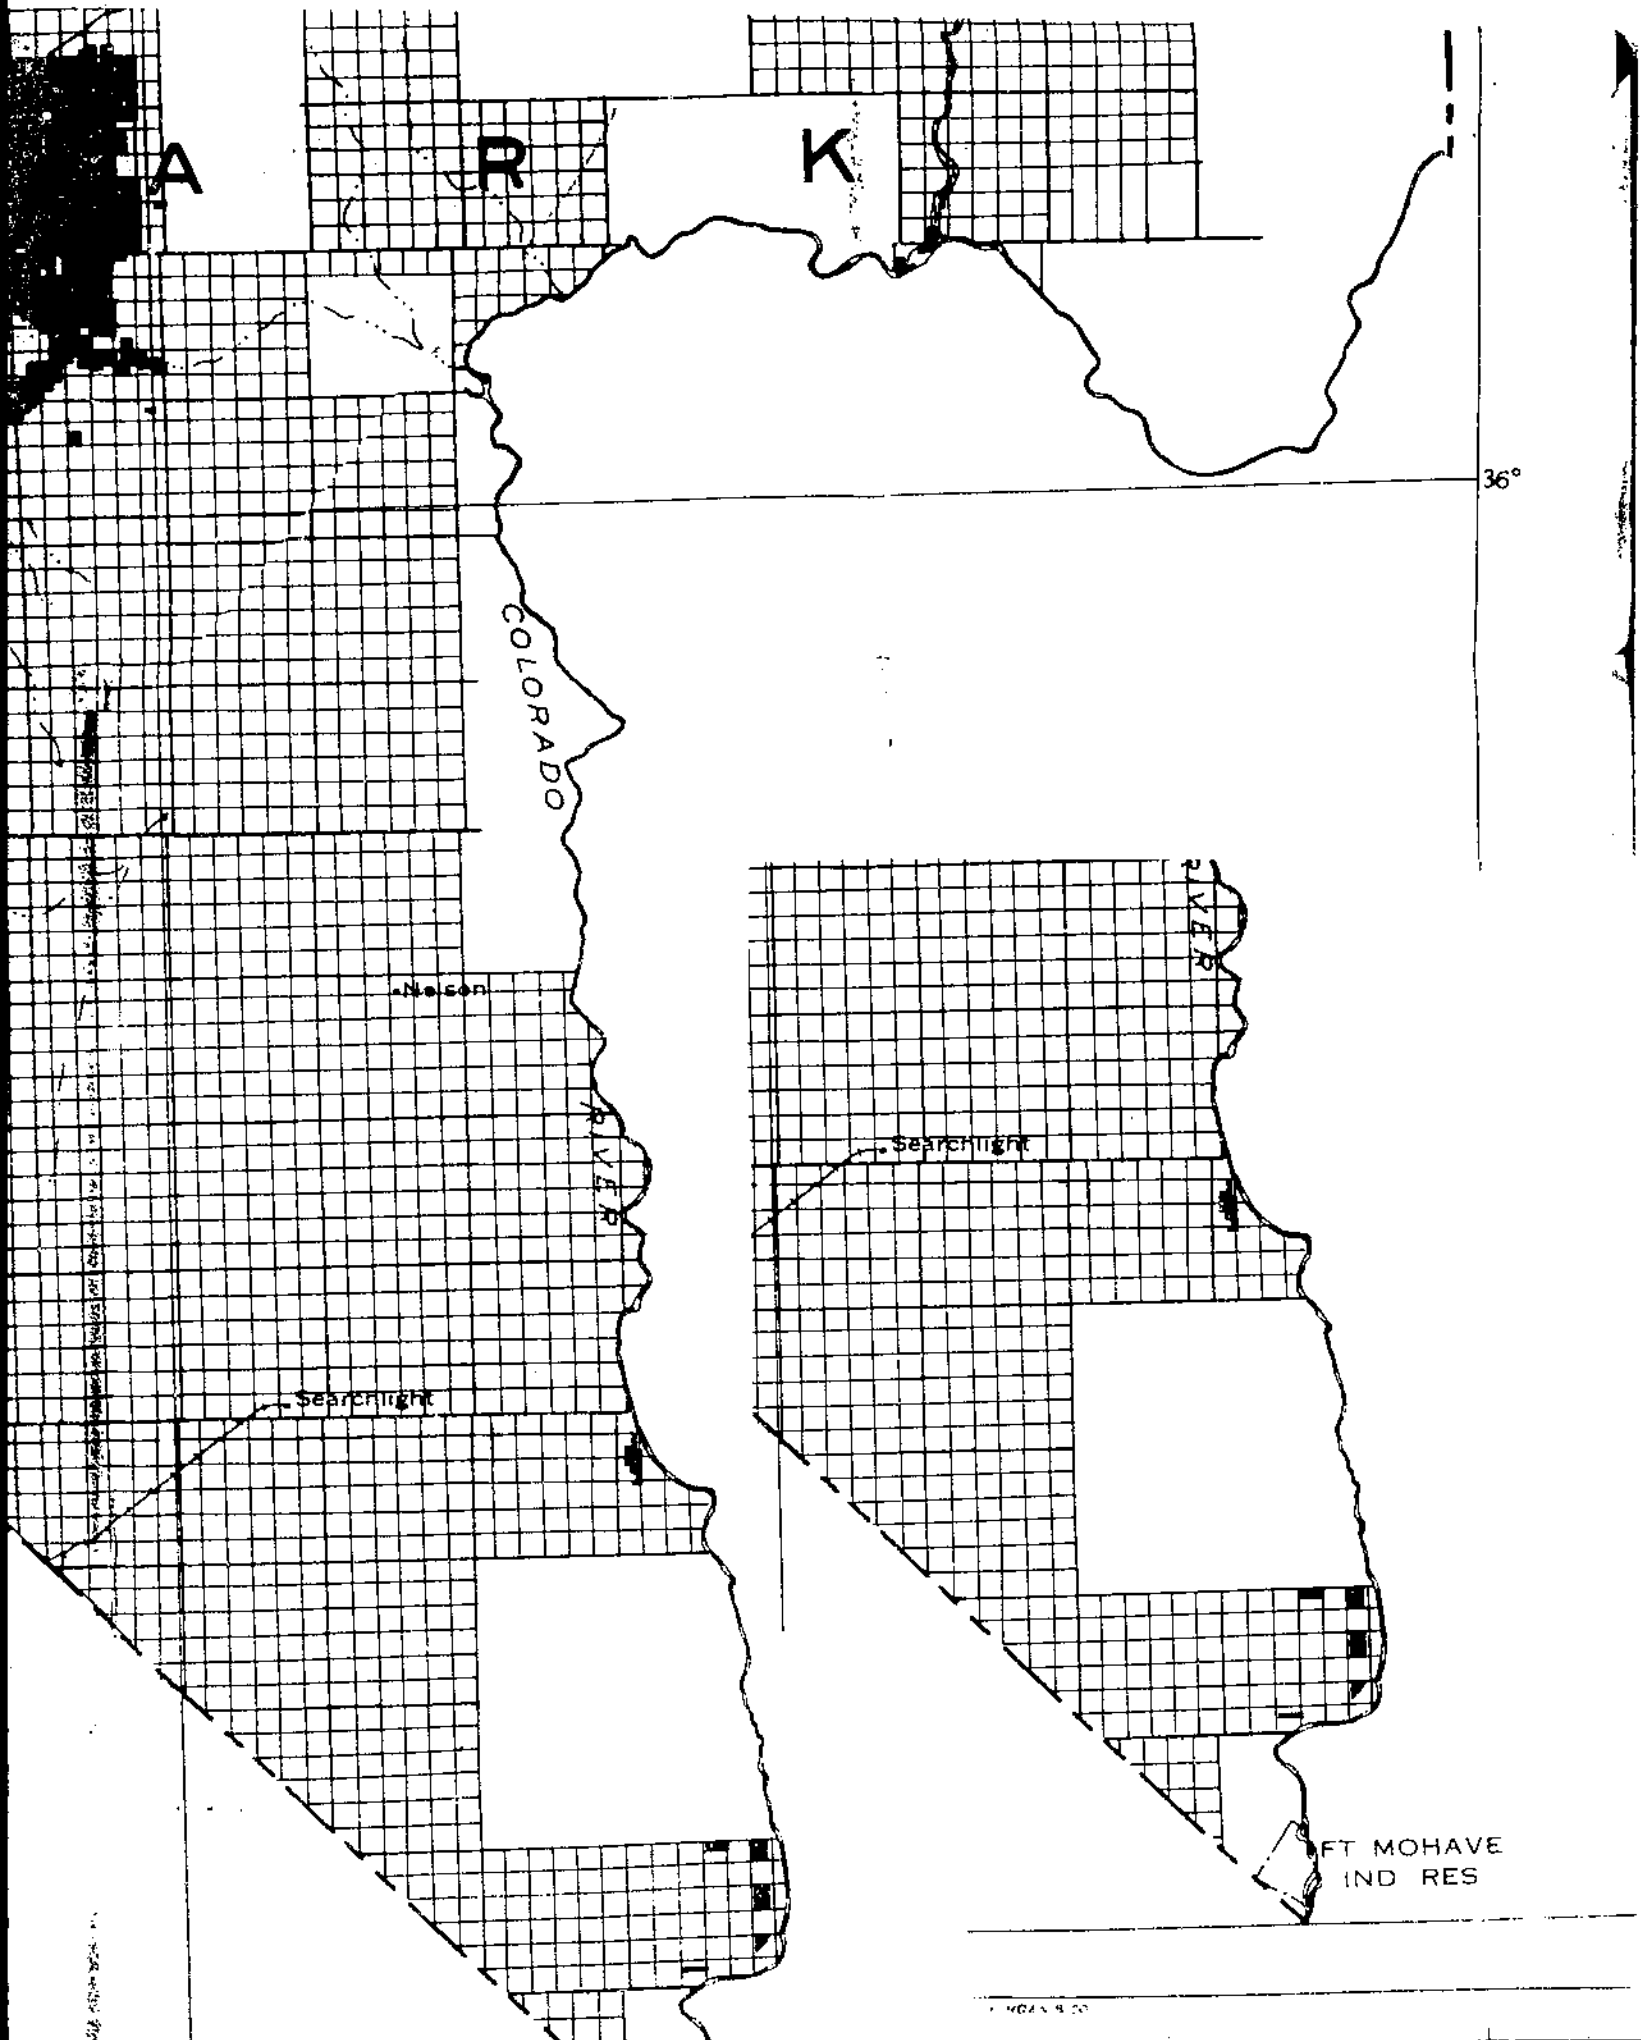 A R K
36°
COLORADO
RIVER
Nelson
RIVER
Searchlight
Searchlight
FT MOHAVE
IND RES